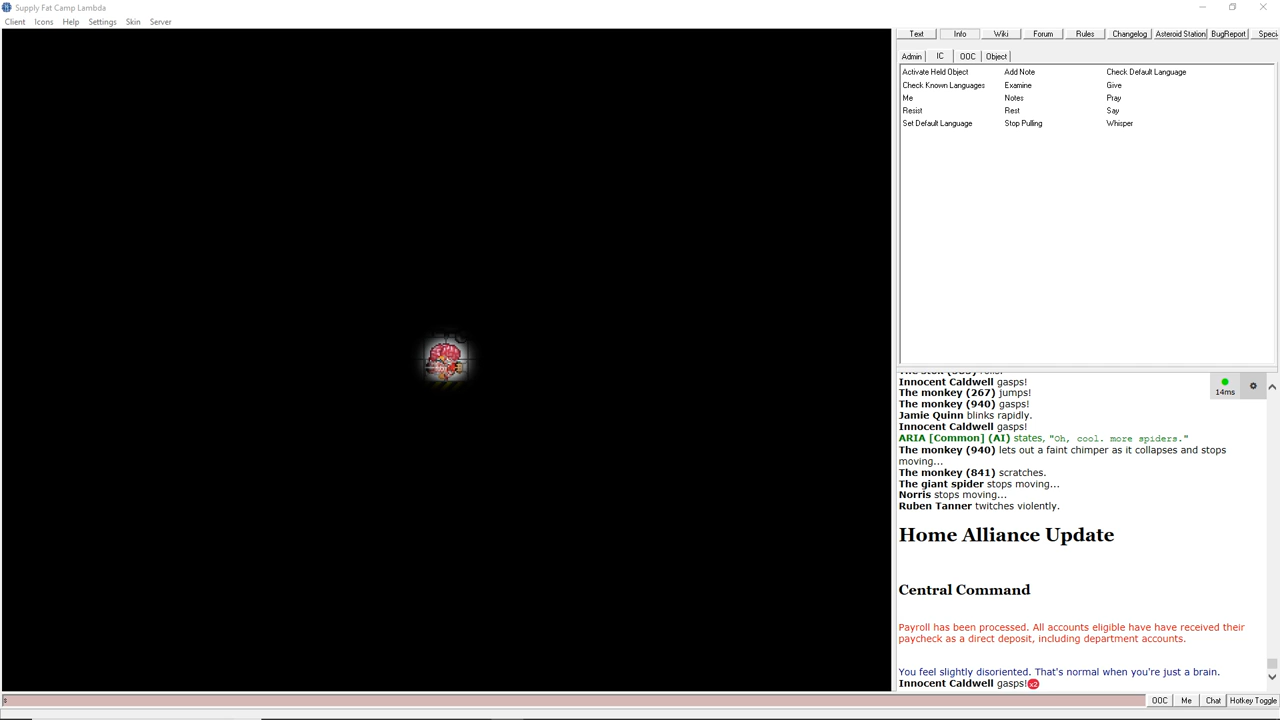 Supply Fat Camp Lambda
Client Icons Help Settings Skin Server
Text Info Wiki Forum Rules Changelog Asteroid Station BugReport Speci
Admin IC OOC Object
Activate Held Object Add Note Check Default Language
Check Known Languages Examine Give
Me Notes Pray
Resist Rest Say
Set Default Language Stop Pulling Whisper
Innocent Caldwell gasps!
14ms
The monkey (267) jumps!
The monkey (940) gasps!
Jamie Quinn blinks rapidly.
Innocent Caldwell gasps!
ARIA [Common] (AI) states, "Oh, cool. more spiders."
The monkey (940) lets out a faint chimper as it collapses and stops
moving...
The monkey (841) scratches.
The giant spider stops moving...
Norris stops moving...
Ruben Tanner twitches violently.
Home Alliance Update
Central Command
Payroll has been processed. All accounts eligible have have received their
paycheck as a direct deposit, including department accounts.
You feel slightly disoriented. That's normal when you're just a brain.
Innocent Caldwell gasps! x2
OOC Me Chat Hotkey Toggle